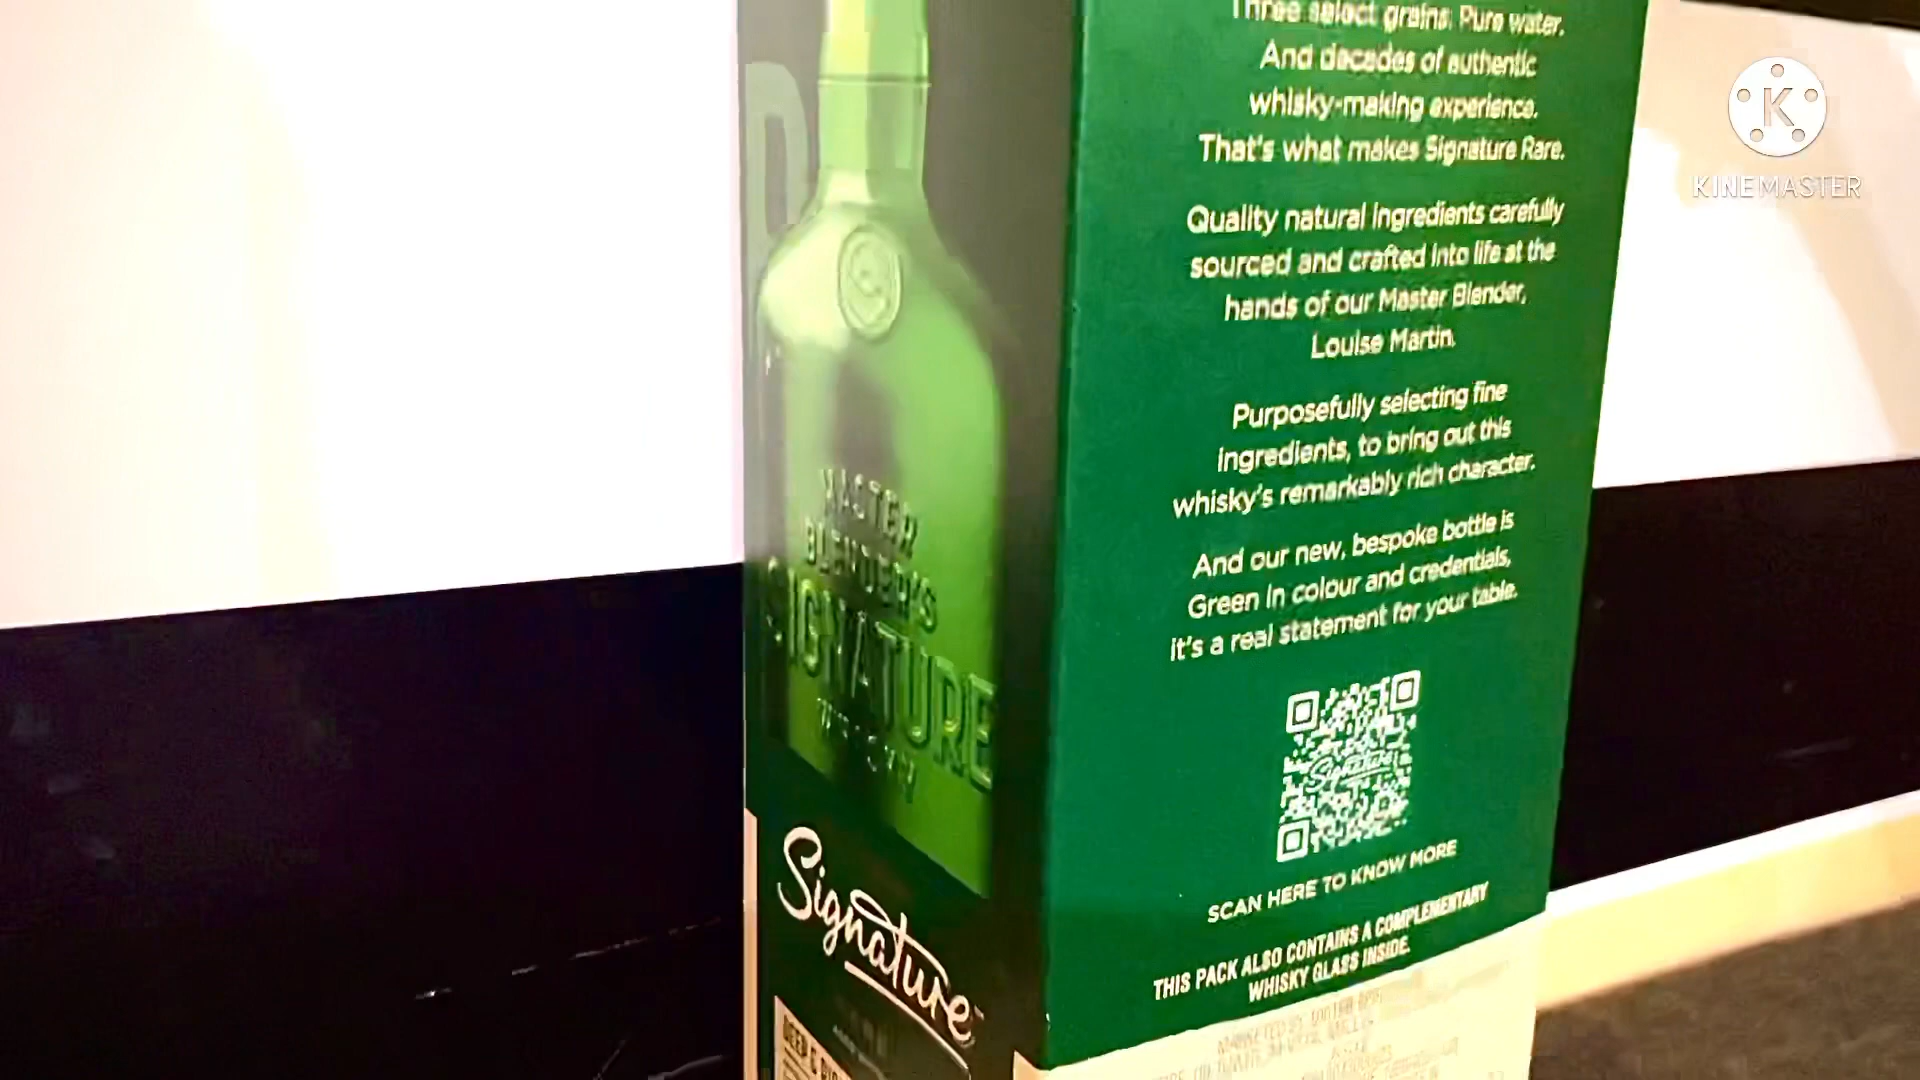 Three select grains. Pure water.
And decades of authentic
whisky-making experience.
That's what makes Signature Rare.
Quality natural ingredients carefully
sourced and crafted into life at the
hands of our Master Blender,
Louise Martin.
Purposefully selecting fine
ingredients, to bring out this
whisky's remarkably rich character.
And our new, bespoke bottle is
Green in colour and credentials,
it's a real statement for your table.
Signature
SCAN HERE TO KNOW MORE
THIS PACK ALSO CONTAINS A COMPLEMENTARY
WHISKY GLASS INSIDE.
MASTER
BLENDER'S
SIGNATURE
Signature
KINEMASTER